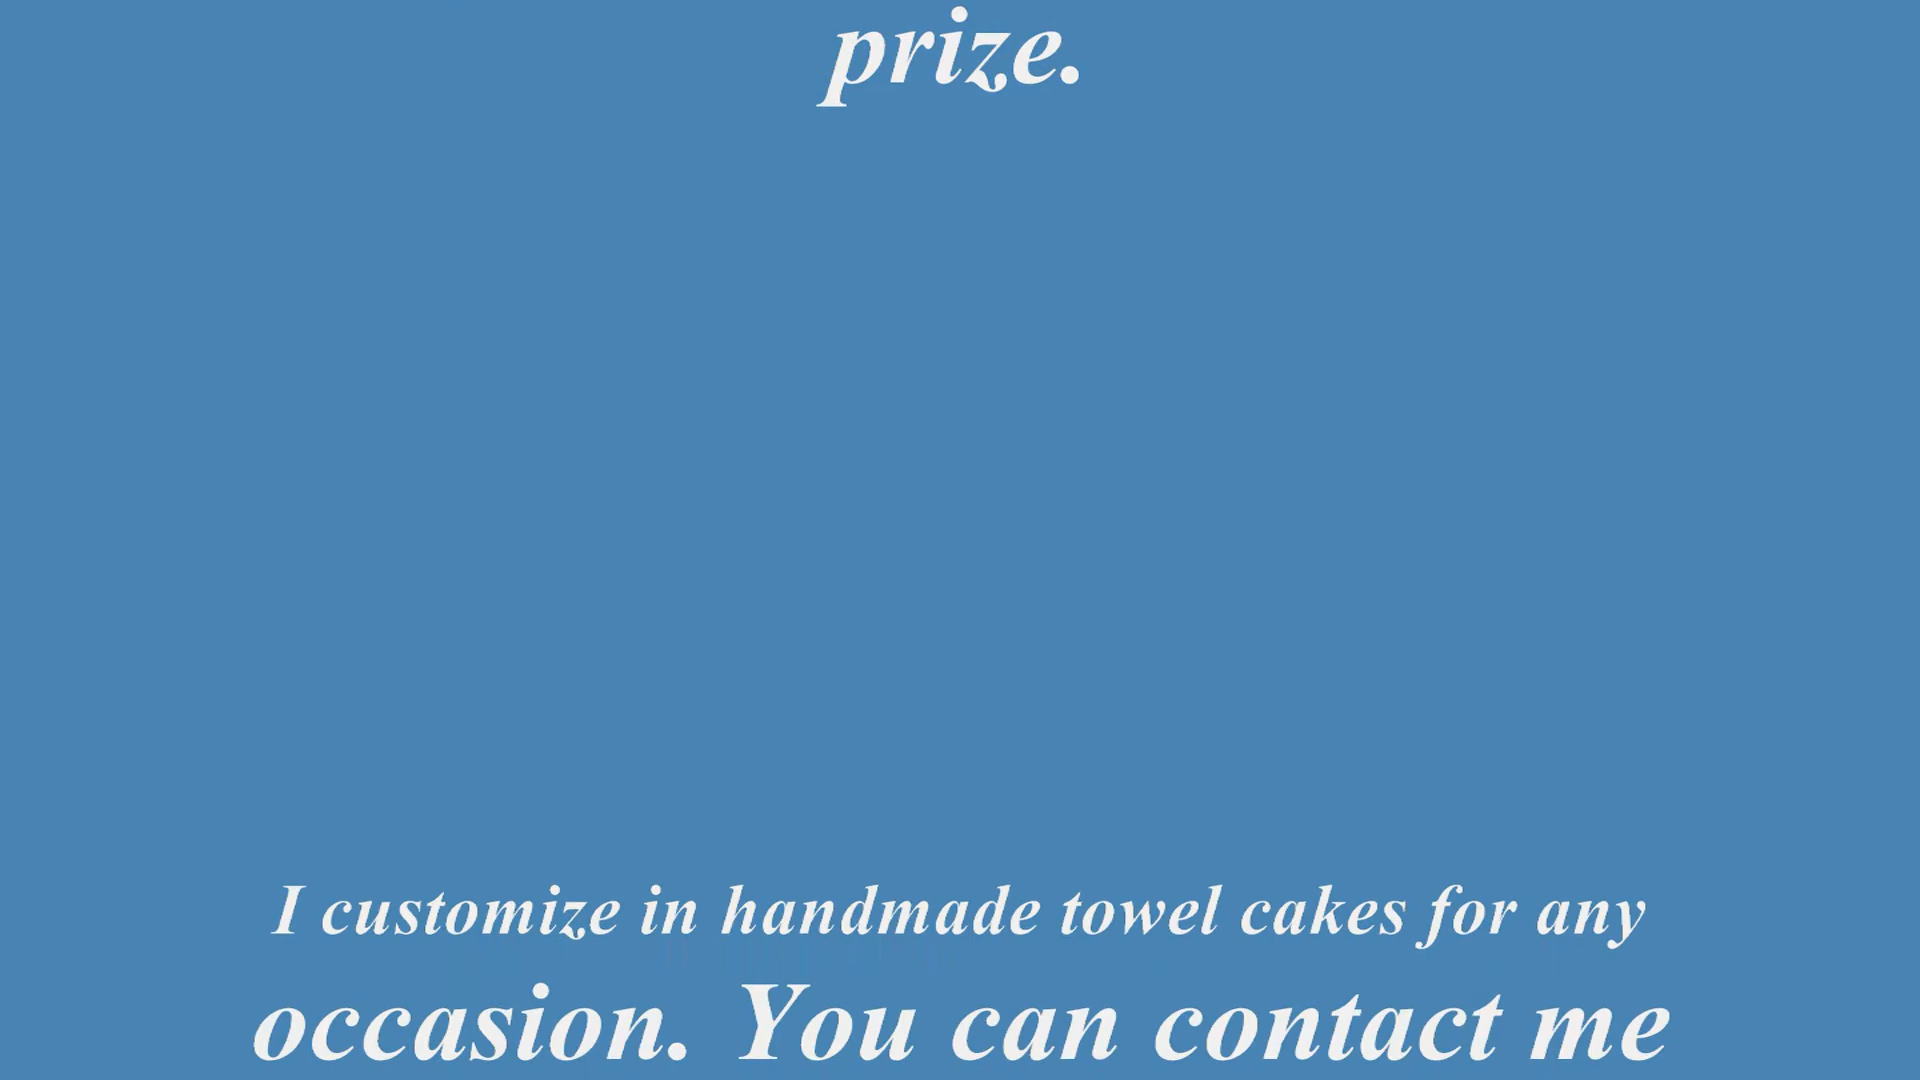 prize.
I customize in handmade towel cakes for any
occasion. You can contact me